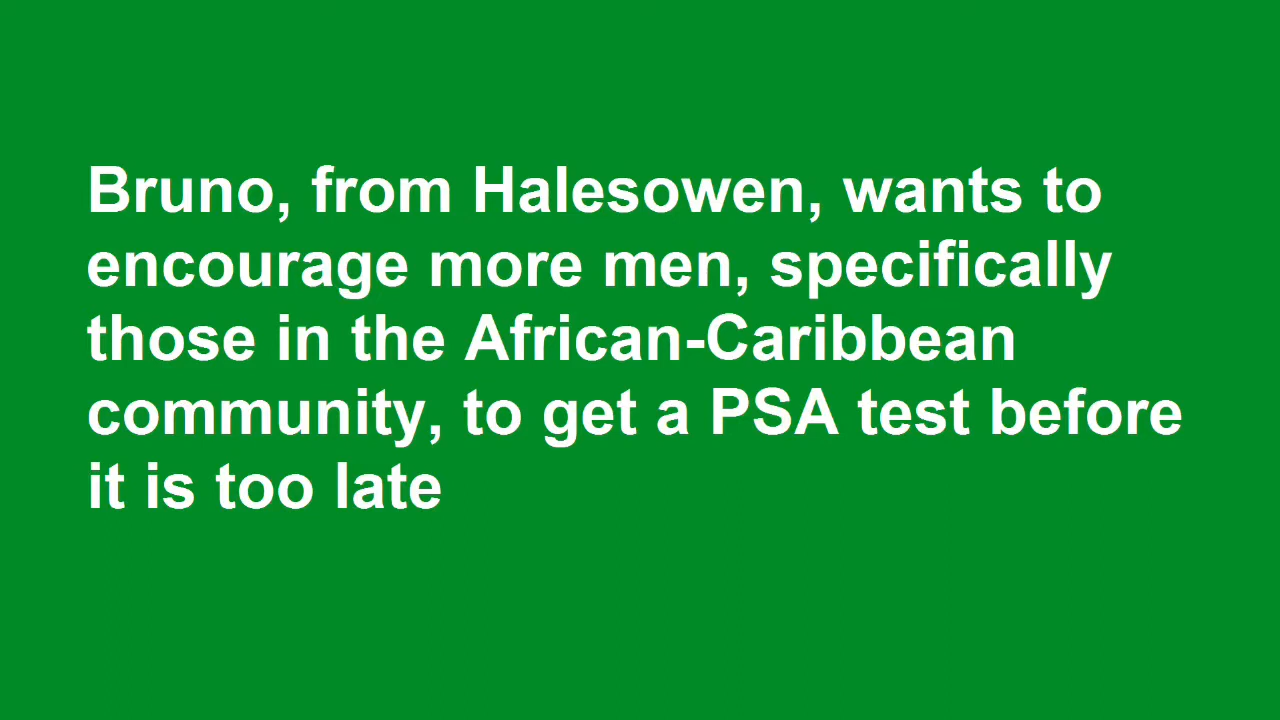 Bruno, from Halesowen, wants to
encourage more men, specifically
those in the African-Caribbean
community, to get a PSA test before
it is too late